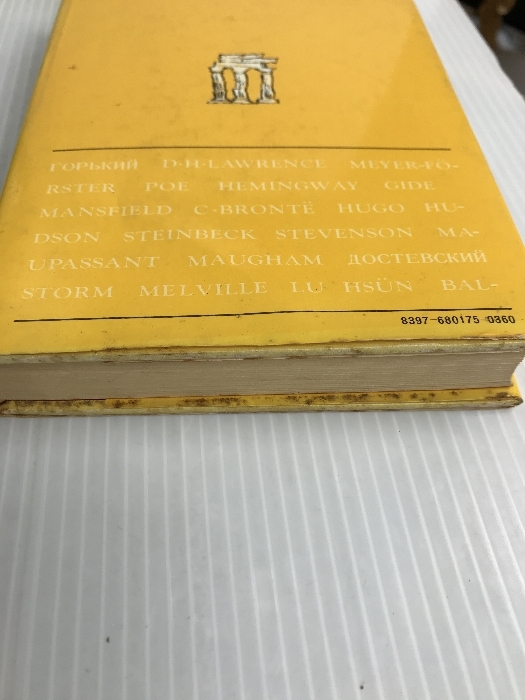 ГОРЬКИЙ D·H·LAWRENCE MEYER-FÖ-
RSTER POE HEMINGWAY GIDE
MANSFIELD C·BRONTË HUGO HU-
DSON STEINBECK STEVENSON MA-
UPASSANT MAUGHAM ДОСТЕВСКИЙ
STORM MELVILLE LU HSÜN BAL-
8397-680175-0360